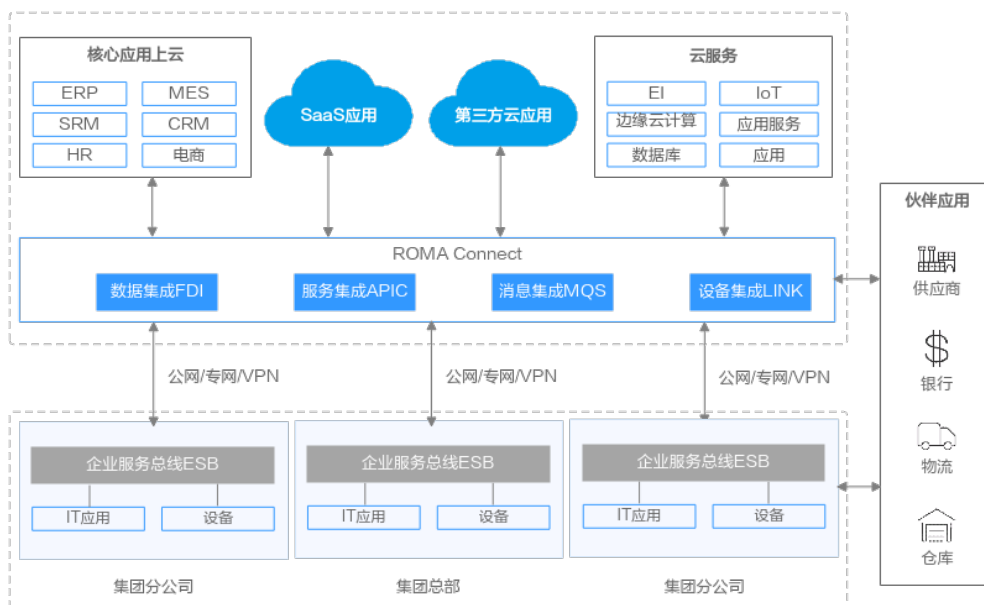 核心应用上云
ERP
MES
SRM
CRM
HR
电商
SaaS应用
第三方云应用
云服务
EI
IoT
边缘云计算
应用服务
数据库
应用
ROMA Connect
数据集成FDI
服务集成APIC
消息集成MQS
设备集成LINK
公网/专网/VPN
公网/专网/VPN
公网/专网/VPN
企业服务总线ESB
IT应用
设备
集团分公司
企业服务总线ESB
IT应用
设备
集团总部
企业服务总线ESB
IT应用
设备
集团分公司
伙伴应用
供应商
银行
物流
仓库